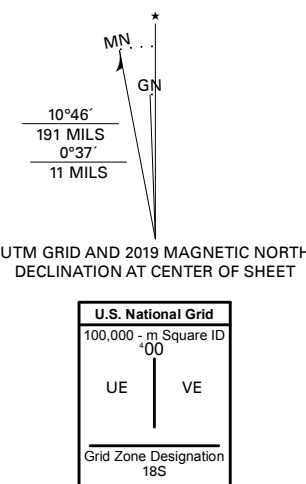 ★
MN
GN
10°46´
191 MILS
0°37´
11 MILS
UTM GRID AND 2019 MAGNETIC NORTH
DECLINATION AT CENTER OF SHEET
U.S. National Grid
100,000 - m Square ID
⁴00
UE VE
Grid Zone Designation
18S